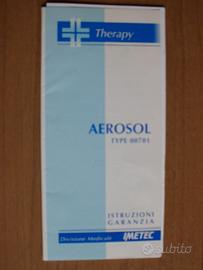 Therapy
AEROSOL
TYPE 00701
ISTRUZIONI
GARANZIA
Divisione Medicale IMETEC
subito